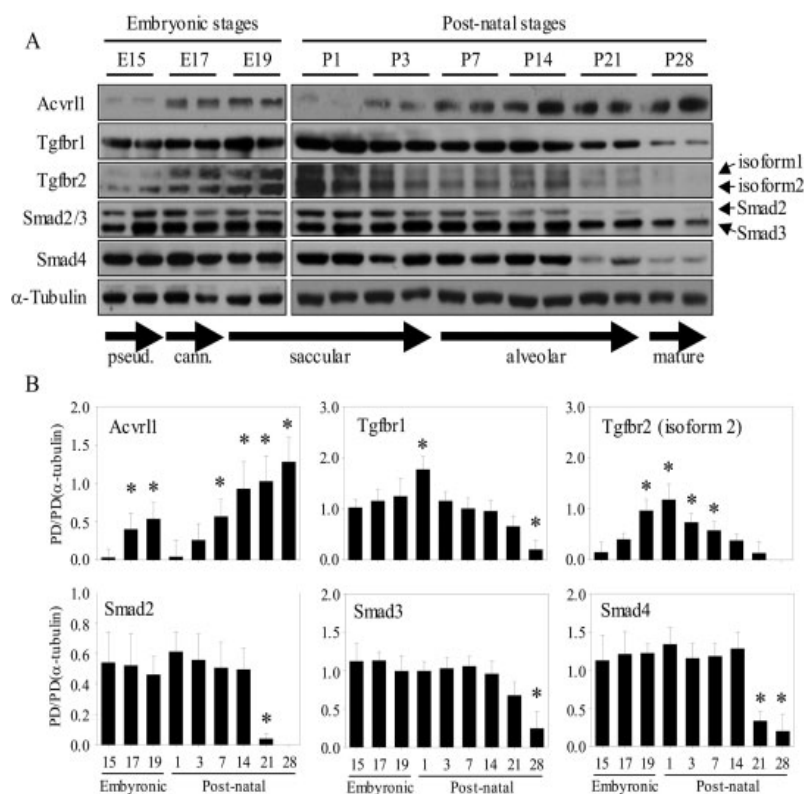 A
Embryonic stages Post-natal stages
E15 E17 E19 P1 P3 P7 P14 P21 P28
Acvrl1
Tgfbr1
Tgfbr2
isoform1
isoform2
Smad2/3
Smad2
Smad3
Smad4
α-Tubulin
pseud. cann. saccular alveolar mature
B
PD/PD(α-tubulin)
Acvrl1
2.0
1.5
1.0
0.5
0.0
* * * * * *
Tgfbr1
3.0
2.0
1.0
0.0
* *
Tgfbr2 (isoform 2)
3.0
2.0
1.0
0.0
* * * *
PD/PD(α-tubulin)
Smad2
1.0
0.8
0.6
0.4
0.2
0.0
*
15 17 19 1 3 7 14 21 28
Embyronic Post-natal
Smad3
2.0
1.5
1.0
0.5
0.0
*
15 17 19 1 3 7 14 21 28
Embyronic Post-natal
Smad4
2.0
1.5
1.0
0.5
0.0
* *
15 17 19 1 3 7 14 21 28
Embyronic Post-natal